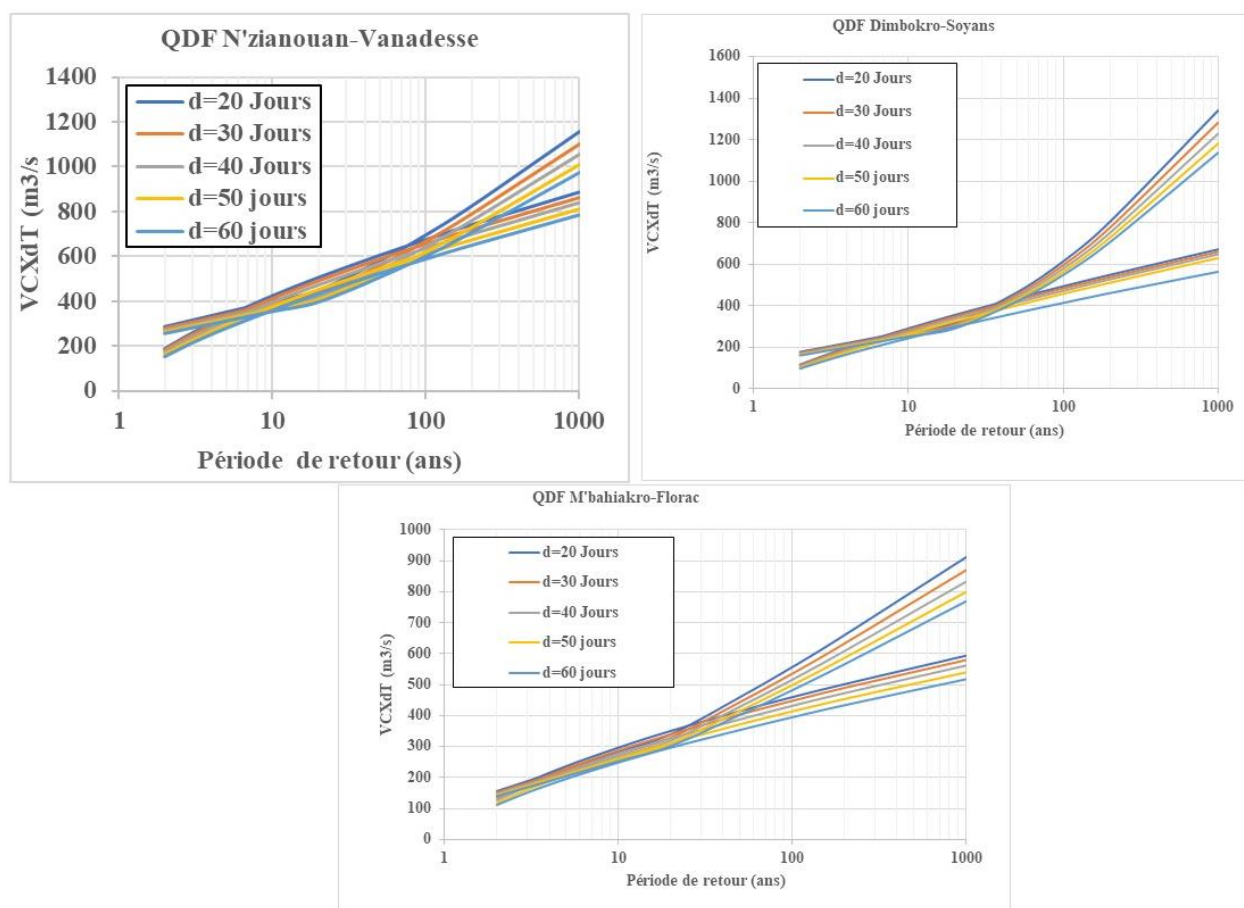 QDF N'zianouan-Vanadesse
1400
1200
1000
800
600
400
200
0
VCXdT (m3/s)
d=20 Jours
d=30 Jours
d=40 Jours
d=50 jours
d=60 jours
1 10 100 1000
Période de retour (ans)
QDF Dimbokro-Soyans
1600
1400
1200
1000
800
600
400
200
0
VCXdT (m3/s)
d=20 Jours
d=30 Jours
d=40 Jours
d=50 jours
d=60 jours
1 10 100 1000
Période de retour (ans)
QDF M'bahiakro-Florac
1000
900
800
700
600
500
400
300
200
100
0
VCXdT (m3/s)
d=20 Jours
d=30 Jours
d=40 Jours
d=50 jours
d=60 jours
1 10 100 1000
Période de retour (ans)